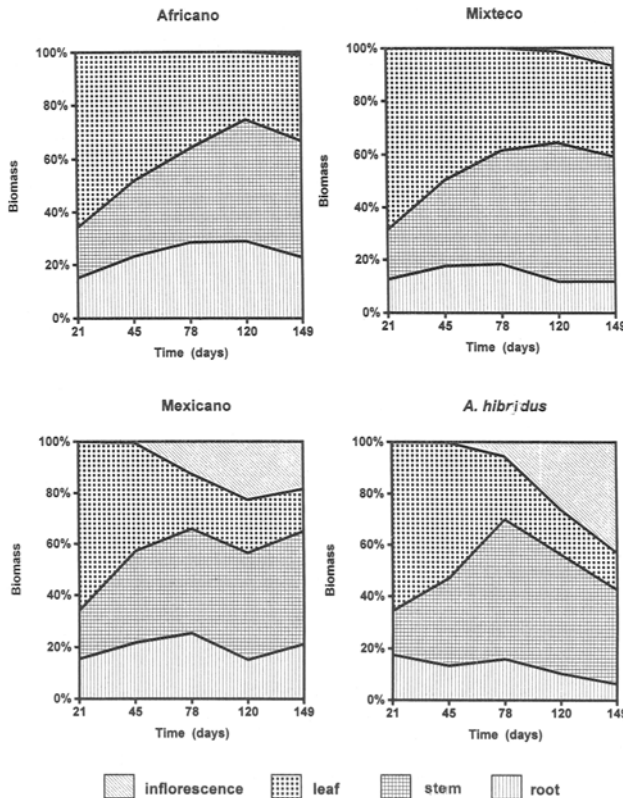 Africano
100%
80%
60%
40%
20%
0%
Biomass
21 45 78 120 149
Time (days)
Mixteco
100%
80%
60%
40%
20%
0%
Biomass
21 45 78 120 149
Time (days)
Mexicano
100%
80%
60%
40%
20%
0%
Biomass
21 45 78 120 149
Time (days)
A. hibridus
100%
80%
60%
40%
20%
0%
Biomass
21 45 78 120 149
Time (days)
inflorescence leaf stem root